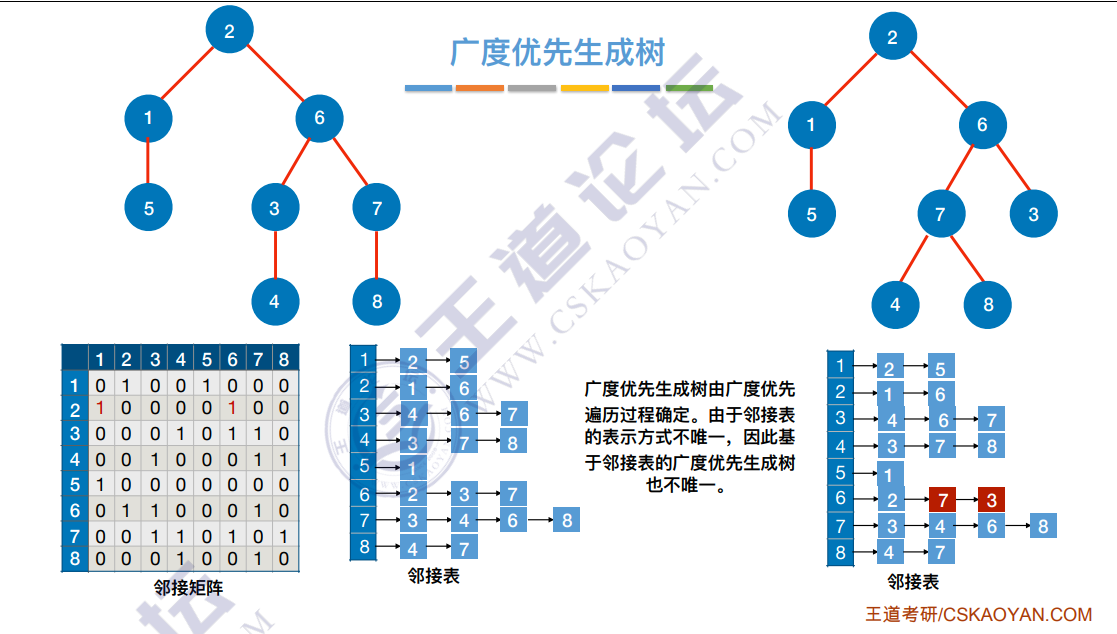 广度优先生成树
2
1 6
5 3 7
4 8
2
1 6
5 7 3
4 8
1 2 3 4 5 6 7 8
1 0 1 0 0 1 0 0 0
2 1 0 0 0 0 1 0 0
3 0 0 0 1 0 1 1 0
4 0 0 1 0 0 0 1 1
5 1 0 0 0 0 0 0 0
6 0 1 1 0 0 0 1 0
7 0 0 1 1 0 1 0 1
8 0 0 0 1 0 0 1 0
邻接矩阵
1 2 5
2 1 6
3 4 6 7
4 3 7 8
5 1
6 2 3 7
7 3 4 6 8
8 4 7
邻接表
广度优先生成树由广度优先
遍历过程确定。由于邻接表
的表示方式不唯一，因此基
于邻接表的广度优先生成树
也不唯一。
1 2 5
2 1 6
3 4 6 7
4 3 7 8
5 1
6 2 7 3
7 3 4 6 8
8 4 7
邻接表
王道论坛
WWW.CSKAOYAN.COM
王道考研/CSKAOYAN.COM